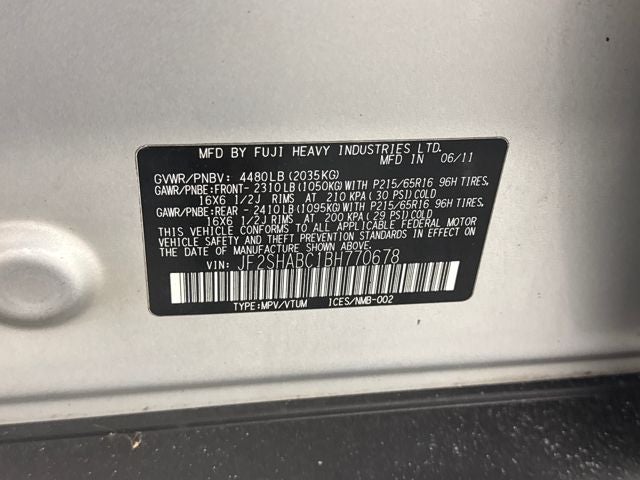 MFD BY FUJI HEAVY INDUSTRIES LTD.
MFD IN 06/11
GVWR/PNBV: 4480LB (2035KG)
GAWR/PNBE:FRONT- 2310LB (1050KG) WITH P215/65R16 96H TIRES,
16X6 1/2J RIMS AT 210 KPA (30 PSI) COLD
GAWR/PNBE:REAR - 2410LB (1095KG) WITH P215/65R16 96H TIRES,
16X6 1/2J RIMS AT 200 KPA (29 PSI) COLD
THIS VEHICLE CONFORMS TO ALL APPLICABLE FEDERAL MOTOR
VEHICLE SAFETY STANDARDS IN EFFECT ON
THE DATE OF MANUFACTURE SHOWN ABOVE.
VIN: JF2SHABC1BH770678
TYPE:MPV/VTUM ICES/NMB-002